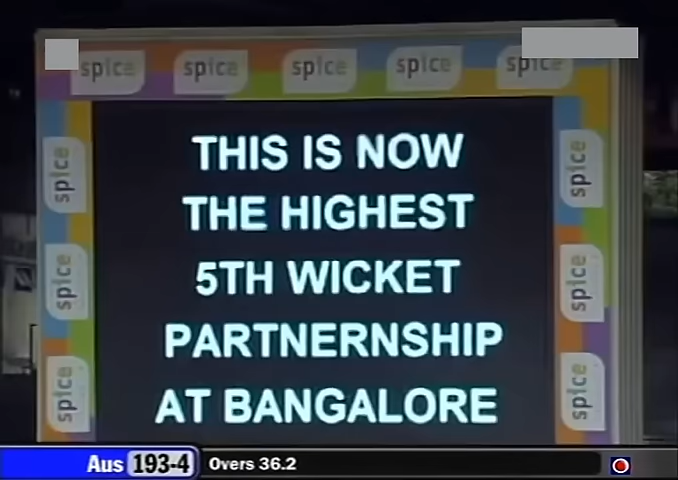 spice spice spice spice spice
spice
spice
spice
spice
spice
spice
THIS IS NOW
THE HIGHEST
5TH WICKET
PARTNERNSHIP
AT BANGALORE
Aus 193-4 Overs 36.2